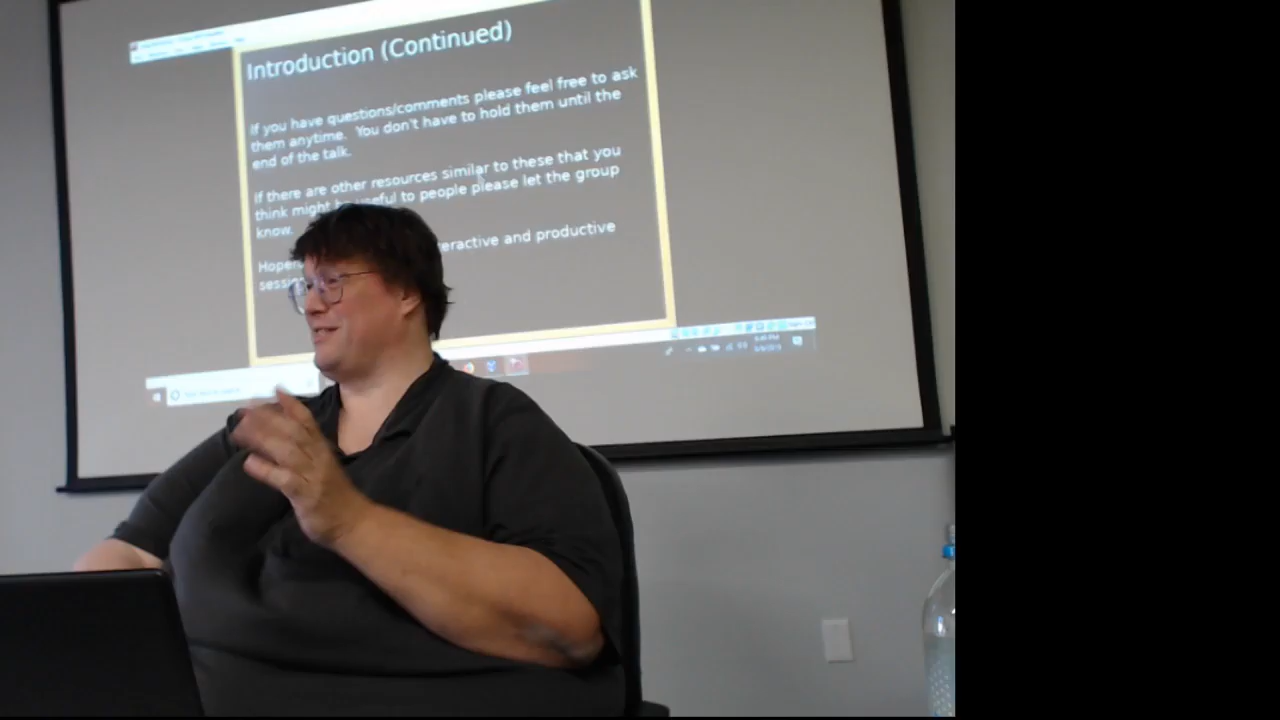 Introduction (Continued)
If you have questions/comments please feel free to ask
them anytime. You don't have to hold them until the
end of the talk.
If there are other resources similar to these that you
think might be useful to people please let the group
know.
interactive and productive